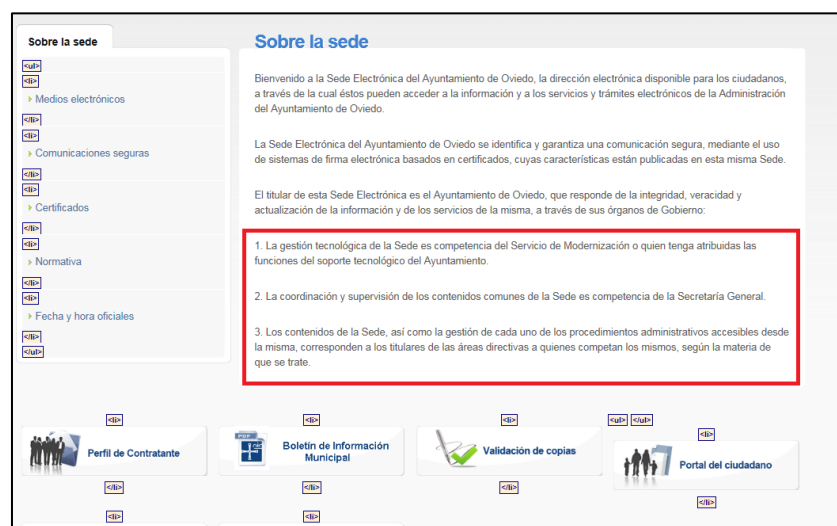 Sobre la sede
<ul>
<li>
Medios electrónicos
</li>
<li>
Comunicaciones seguras
</li>
<li>
Certificados
</li>
<li>
Normativa
</li>
<li>
Fecha y hora oficiales
</li>
</ul>
Sobre la sede
Bienvenido a la Sede Electrónica del Ayuntamiento de Oviedo, la dirección electrónica disponible para los ciudadanos,
a través de la cual éstos pueden acceder a la información y a los servicios y trámites electrónicos de la Administración
del Ayuntamiento de Oviedo.
La Sede Electrónica del Ayuntamiento de Oviedo se identifica y garantiza una comunicación segura, mediante el uso
de sistemas de firma electrónica basados en certificados, cuyas características están publicadas en esta misma Sede.
El titular de esta Sede Electrónica es el Ayuntamiento de Oviedo, que responde de la integridad, veracidad y
actualización de la información y de los servicios de la misma, a través de sus órganos de Gobierno:
1. La gestión tecnológica de la Sede es competencia del Servicio de Modernización o quien tenga atribuidas las
funciones del soporte tecnológico del Ayuntamiento.
2. La coordinación y supervisión de los contenidos comunes de la Sede es competencia de la Secretaría General.
3. Los contenidos de la Sede, así como la gestión de cada uno de los procedimientos administrativos accesibles desde
la misma, corresponden a los titulares de las áreas directivas a quienes competan los mismos, según la materia de
que se trate.
<li>
Perfil de Contratante
</li>
<li>
PDF
Boletín de Información
Municipal
</li>
<li>
Validación de copias
</li>
<ul> </ul>
<li>
Portal del ciudadano
</li>
<li>
<li>